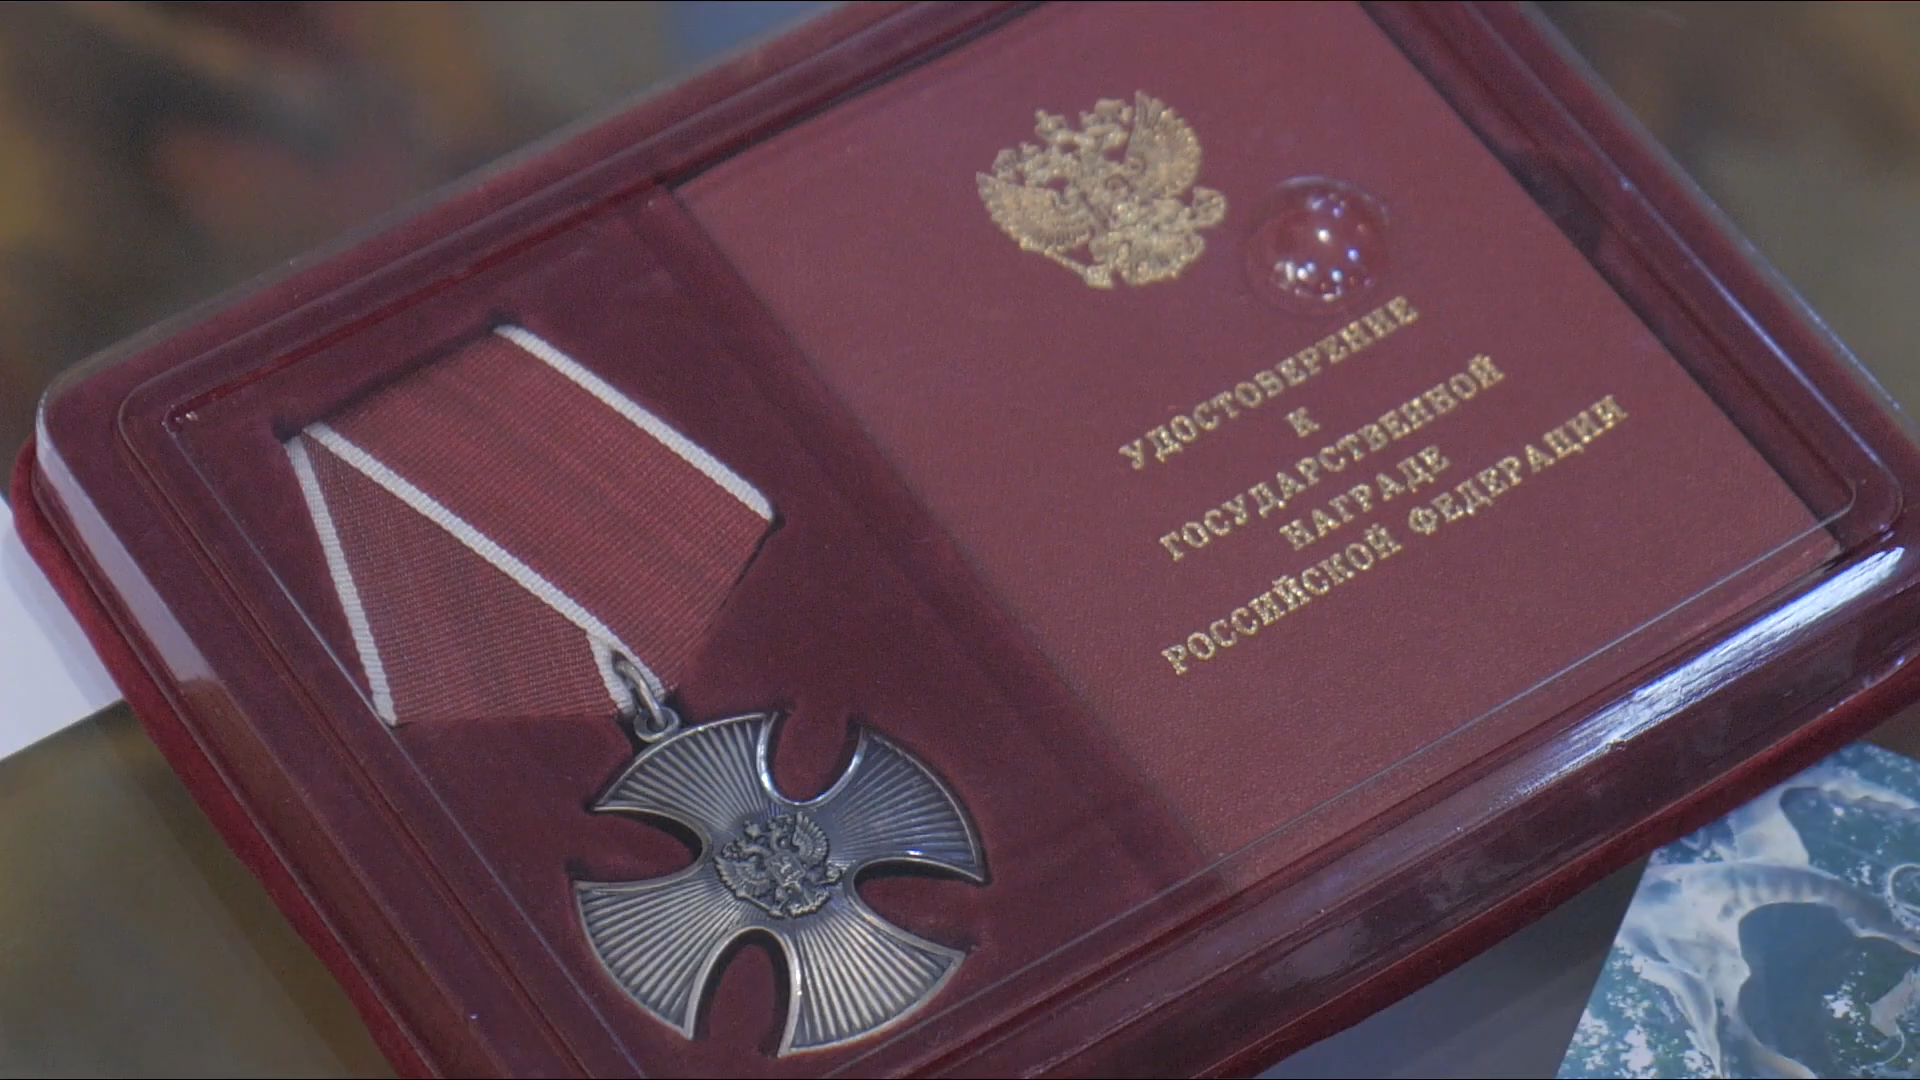 УДОСТОВЕРЕНИЕ
К
ГОСУДАРСТВЕННОЙ
НАГРАДЕ
РОССИЙСКОЙ ФЕДЕРАЦИИ